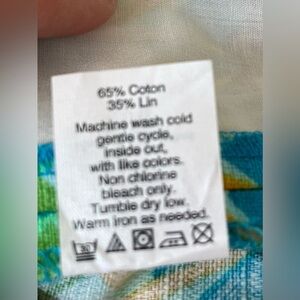 65% Coton
35% Lin
Machine wash cold
gentle cycle,
inside out,
with like colors.
Non chlorine
bleach only.
Tumble dry low.
Warm iron as needed.
30